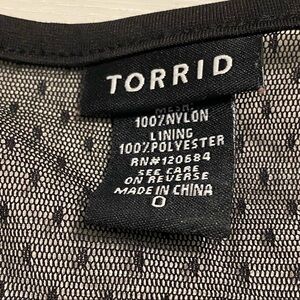 TORRID
MESH:
100%NYLON
LINING
100%POLYESTER
RN#120684
SEE CARE
ON REVERSE
MADE IN CHINA
0